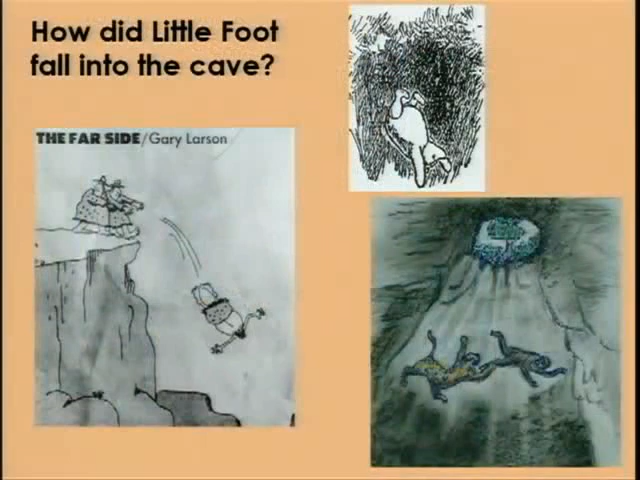 How did Little Foot
fall into the cave?
THE FAR SIDE/Gary Larson